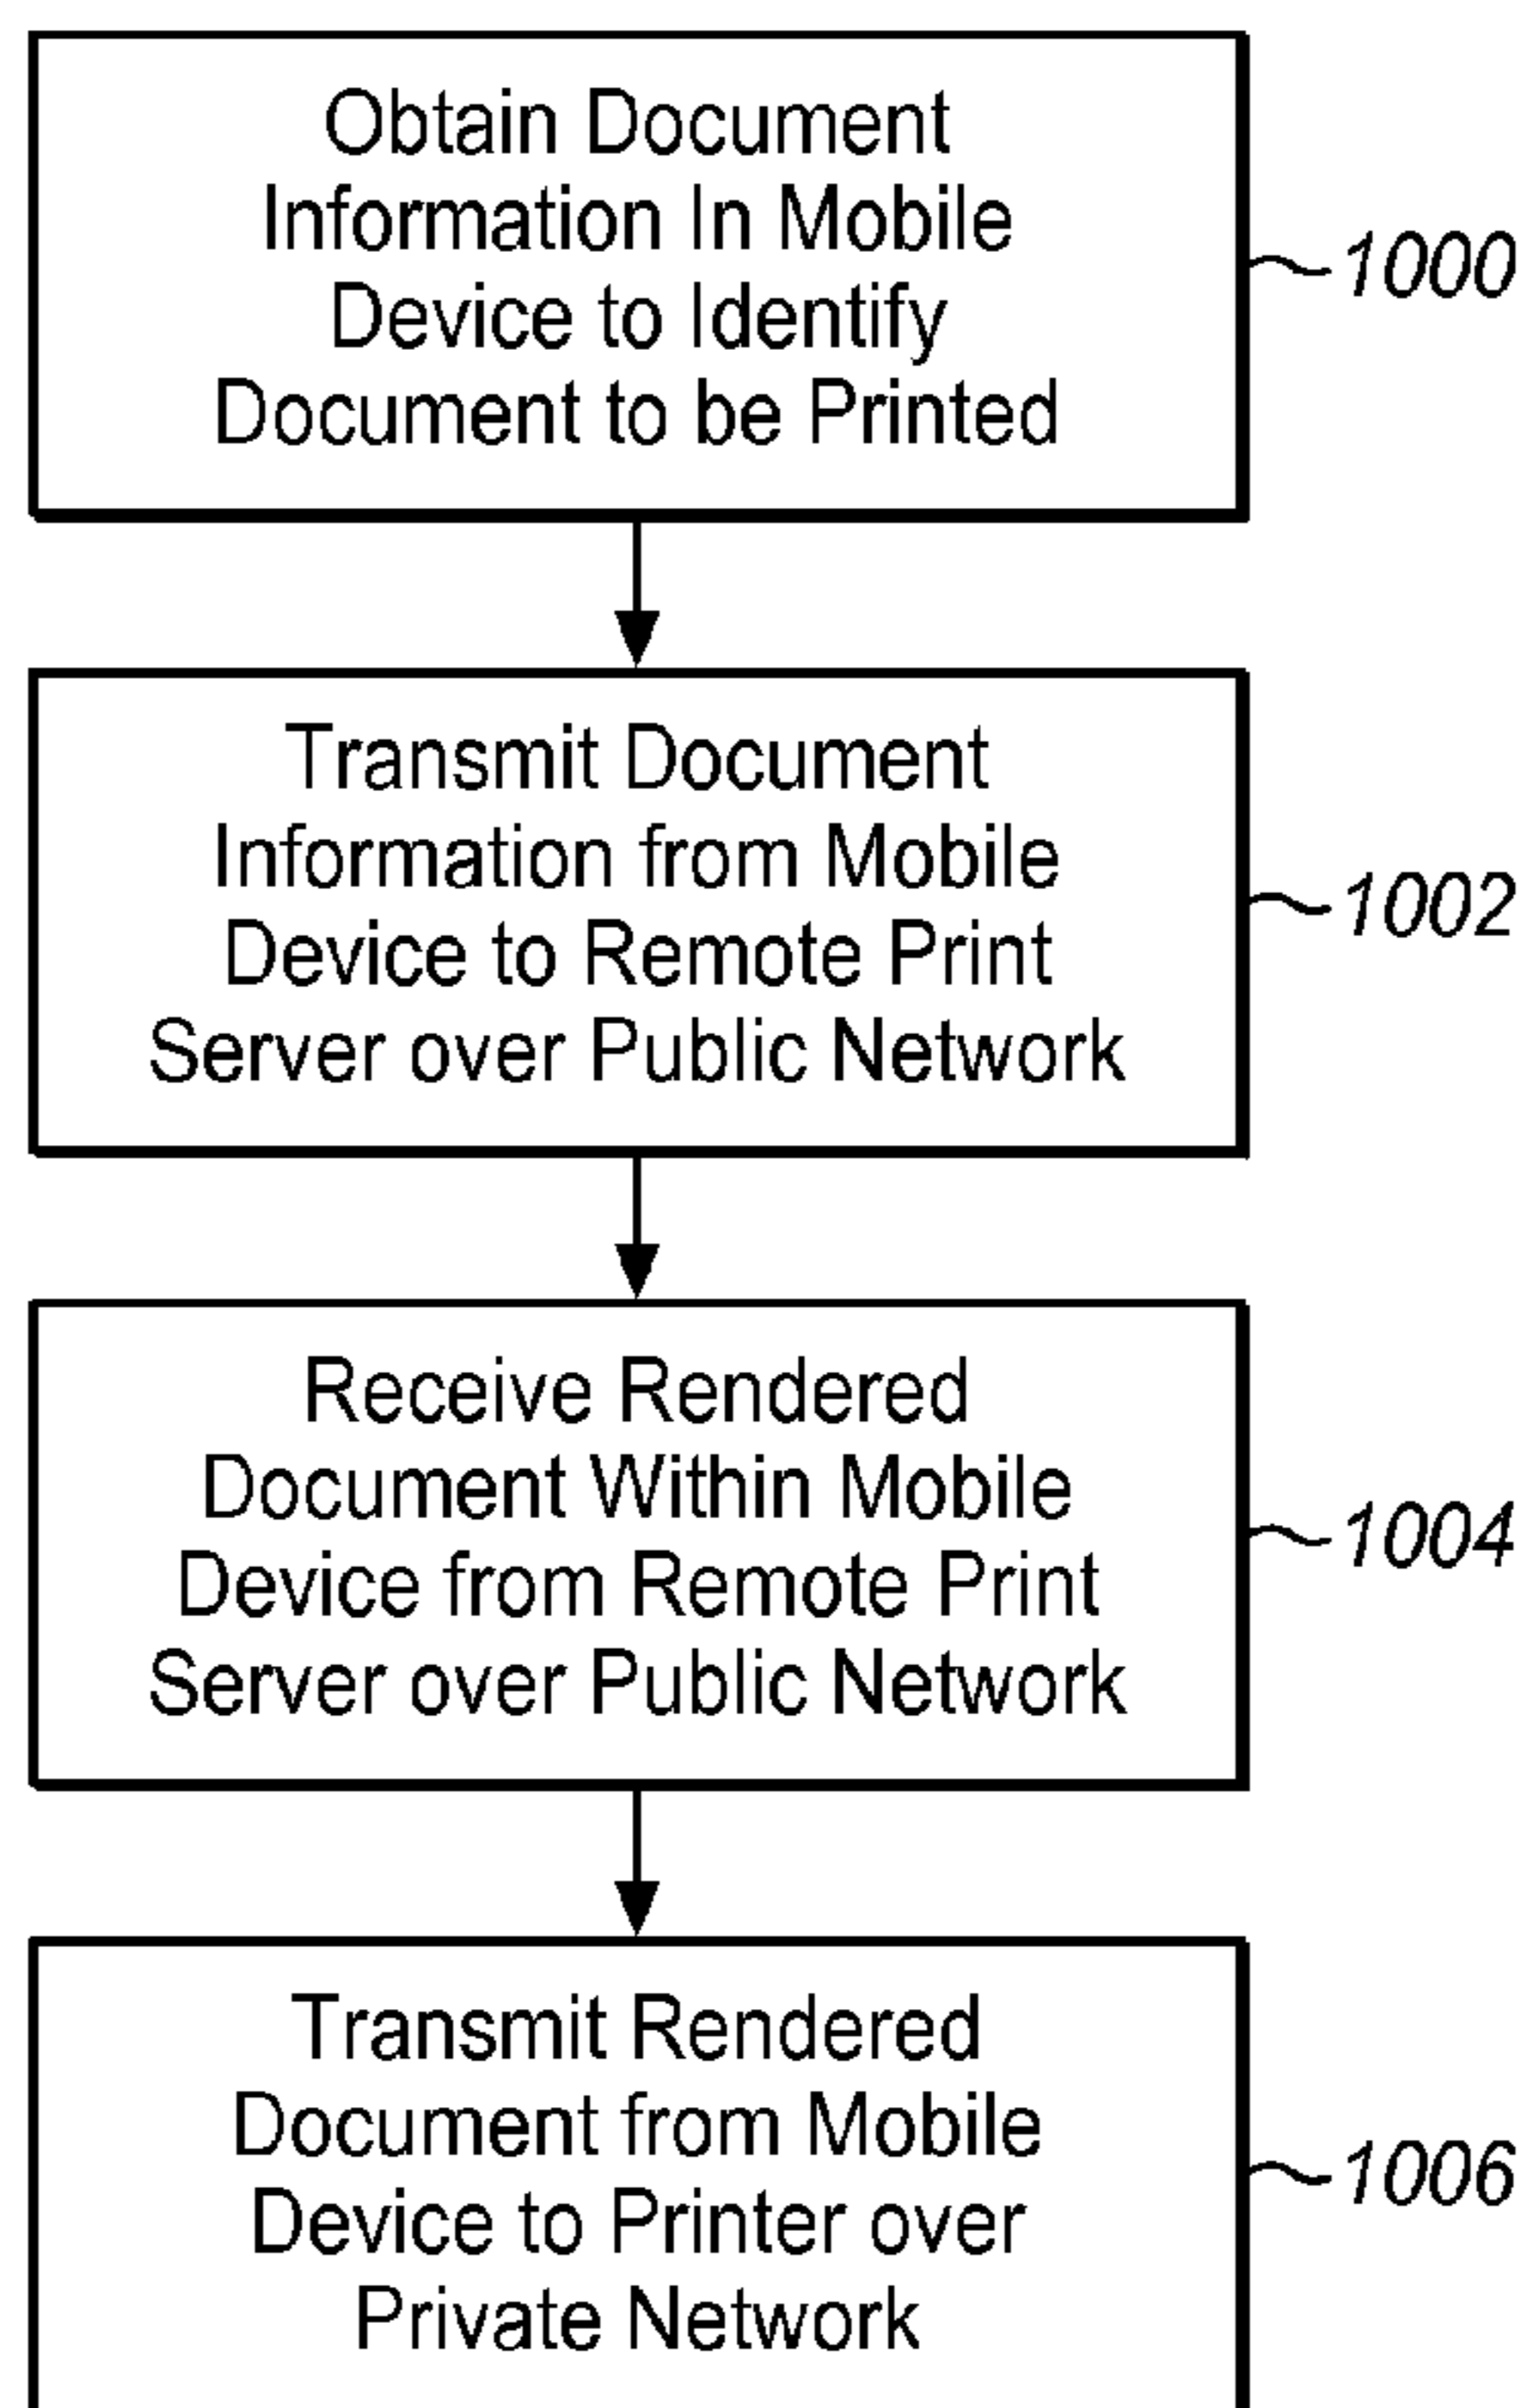 Obtain Document
Information In Mobile
Device to Identify
Document to be Printed
1000
Transmit Document
Information from Mobile
Device to Remote Print
Server over Public Network
1002
Receive Rendered
Document Within Mobile
Device from Remote Print
Server over Public Network
1004
Transmit Rendered
Document from Mobile
Device to Printer over
Private Network
1006